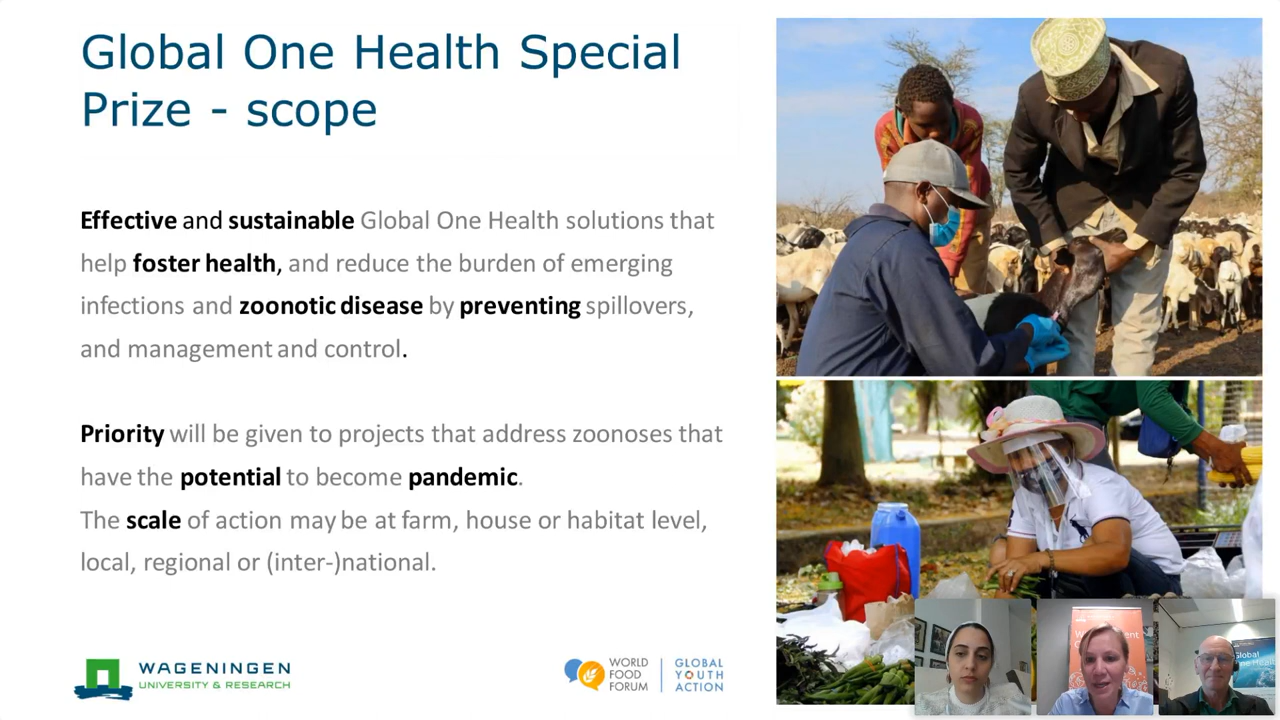 Global One Health Special
Prize - scope
Effective and sustainable Global One Health solutions that
help foster health, and reduce the burden of emerging
infections and zoonotic disease by preventing spillovers,
and management and control.
Priority will be given to projects that address zoonoses that
have the potential to become pandemic.
The scale of action may be at farm, house or habitat level,
local, regional or (inter-)national.
WAGENINGEN
UNIVERSITY & RESEARCH
WORLD
FOOD
FORUM
GLOBAL
YOUTH
ACTION
Global